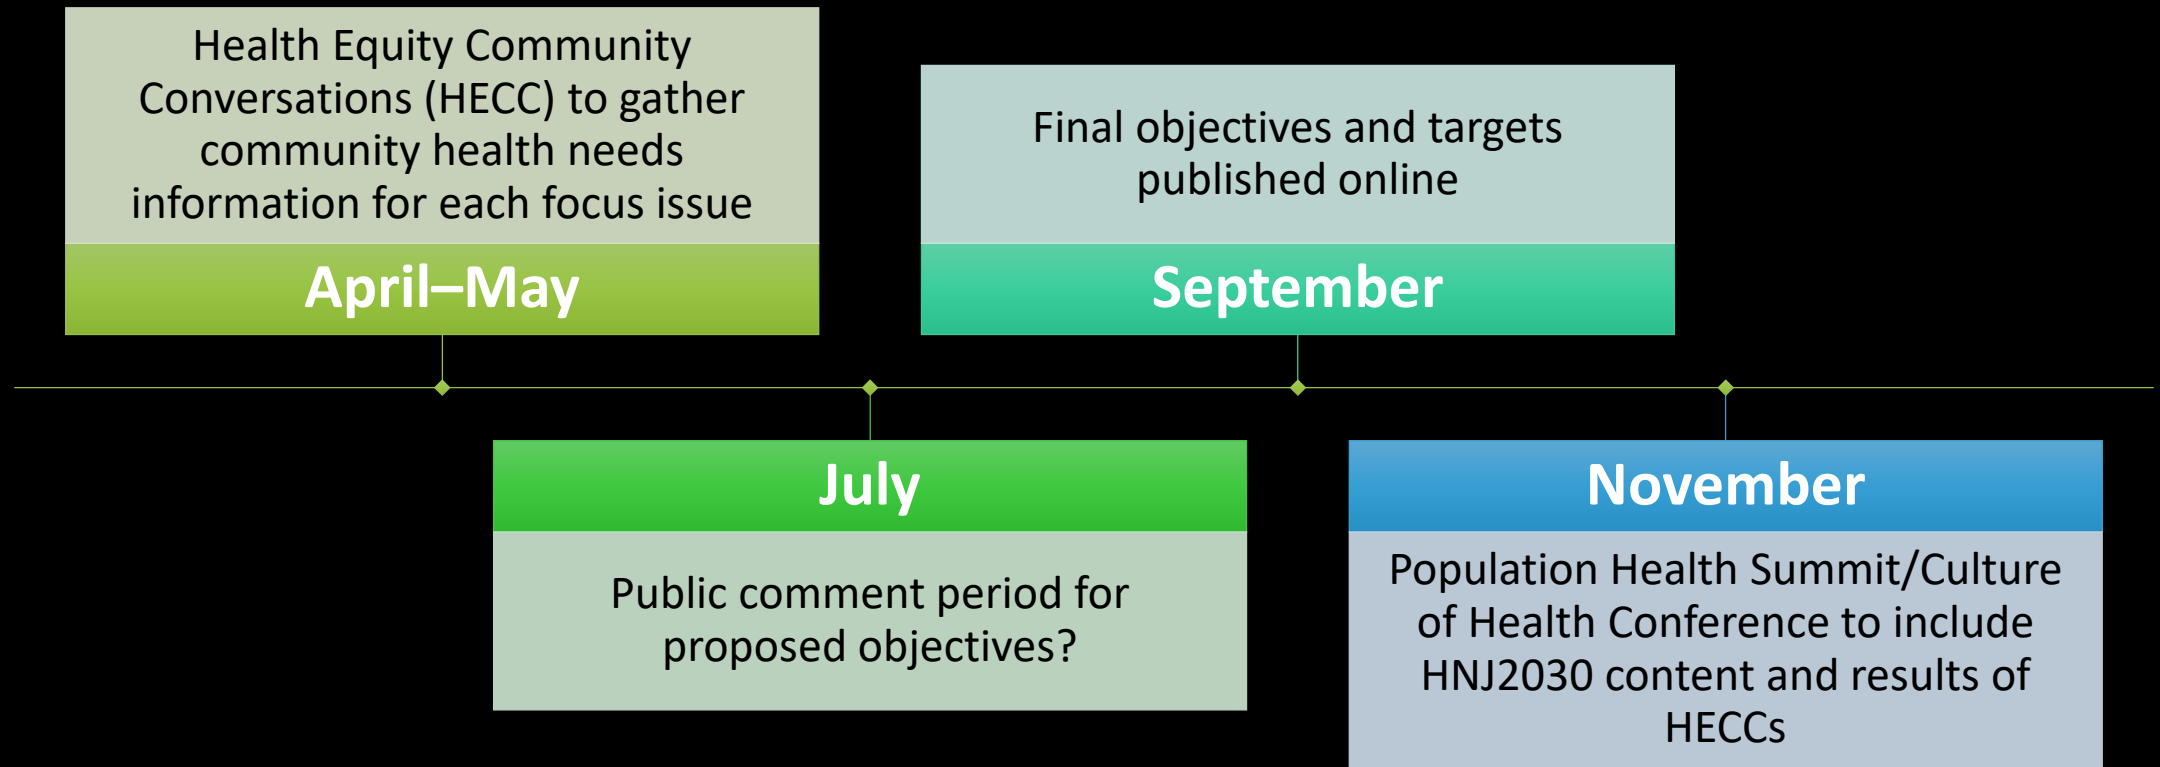 Health Equity Community
Conversations (HECC) to gather
community health needs
information for each focus issue
April–May
July
Public comment period for
proposed objectives?
Final objectives and targets
published online
September
November
Population Health Summit/Culture
of Health Conference to include
HNJ2030 content and results of
HECCs